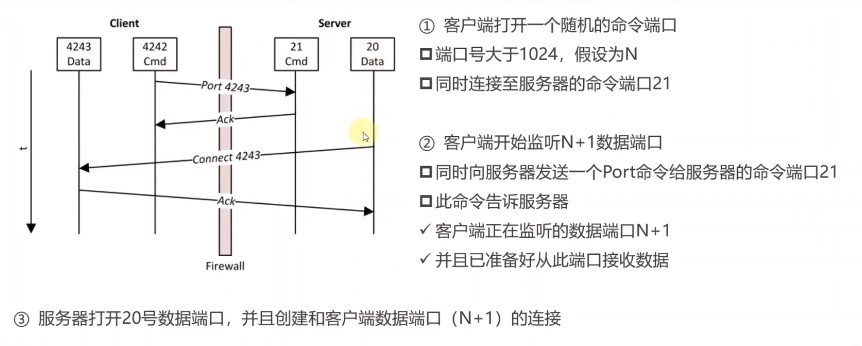 Client
Server
4243
Data
4242
Cmd
21
Cmd
20
Data
Port 4243
Ack
Connect 4243
Ack
t
Firewall
① 客户端打开一个随机的命令端口
端口号大于1024，假设为N
同时连接至服务器的命令端口21
② 客户端开始监听N+1数据端口
同时向服务器发送一个Port命令给服务器的命令端口21
此命令告诉服务器
✓ 客户端正在监听的数据端口N+1
✓ 并且已准备好从此端口接收数据
③ 服务器打开20号数据端口，并且创建和客户端数据端口（N+1）的连接